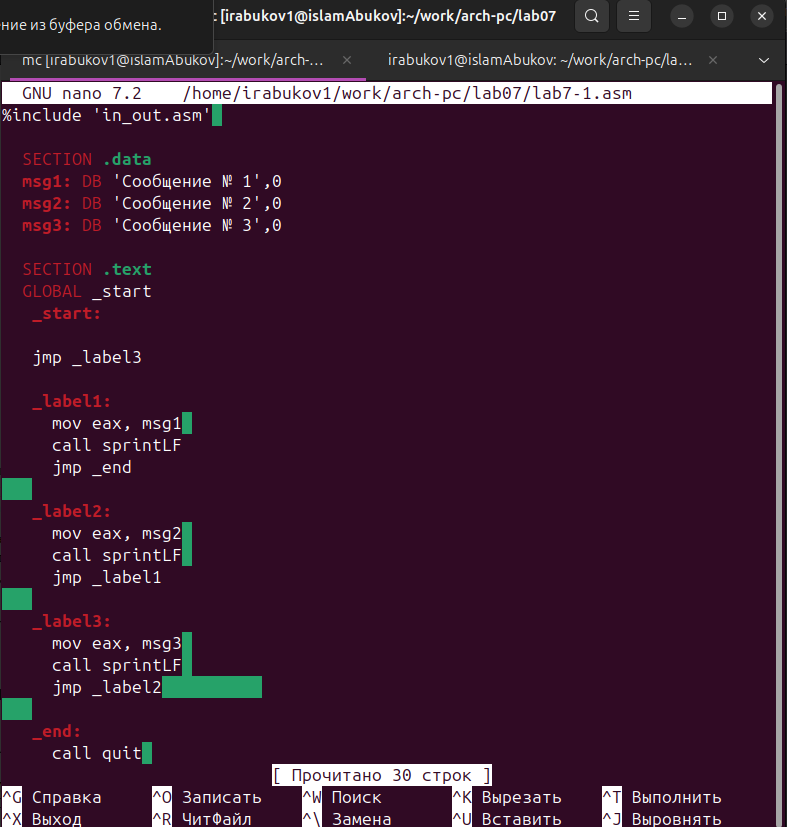 [irabukov1@islamAbukov]:~/work/arch-pc/lab07
ние из буфера обмена.
mc [irabukov1@islamAbukov]:~/work/arch-... × irabukov1@islamAbukov: ~/work/arch-pc/la... ×
GNU nano 7.2 /home/irabukov1/work/arch-pc/lab07/lab7-1.asm
%include 'in_out.asm'
SECTION .data
msg1: DB 'Сообщение № 1',0
msg2: DB 'Сообщение № 2',0
msg3: DB 'Сообщение № 3',0
SECTION .text
GLOBAL _start
_start:
jmp _label3
_label1:
mov eax, msg1
call sprintLF
jmp _end
_label2:
mov eax, msg2
call sprintLF
jmp _label1
_label3:
mov eax, msg3
call sprintLF
jmp _label2
_end:
call quit
[ Прочитано 30 строк ]
^G Справка ^O Записать ^W Поиск ^K Вырезать ^T Выполнить
^X Выход ^R ЧитФайл ^\ Замена ^U Вставить ^J Выровнять